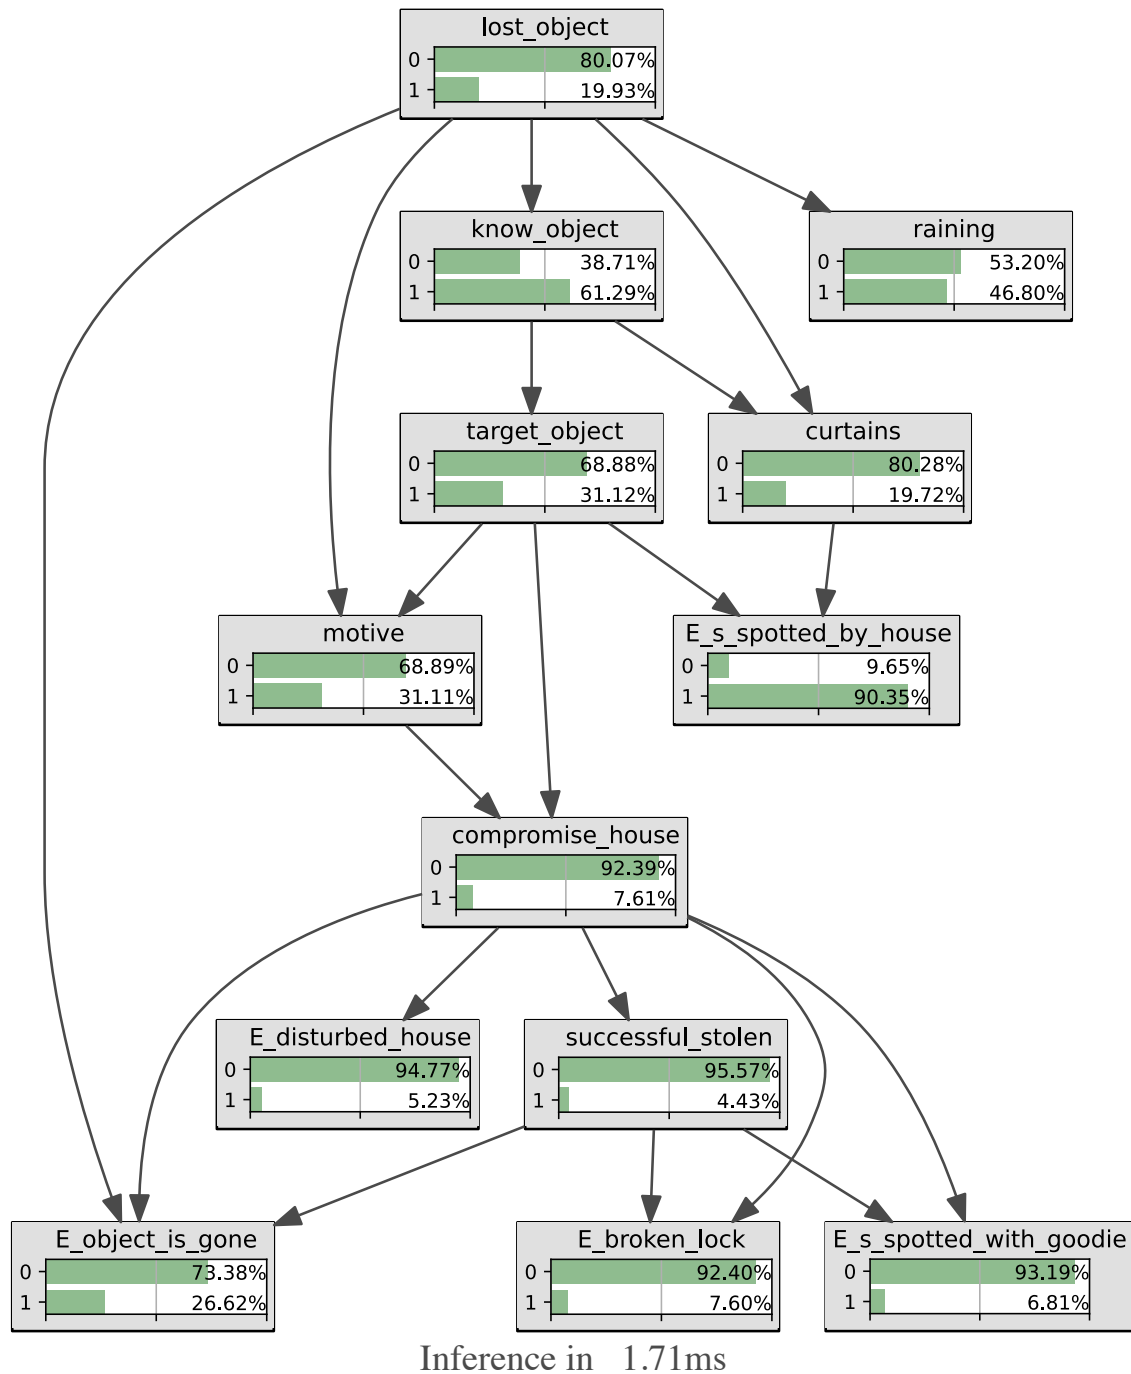 lost_object
0 80.07%
1 19.93%
know_object
0 38.71%
1 61.29%
raining
0 53.20%
1 46.80%
target_object
0 68.88%
1 31.12%
curtains
0 80.28%
1 19.72%
motive
0 68.89%
1 31.11%
E_s_spotted_by_house
0 9.65%
1 90.35%
compromise_house
0 92.39%
1 7.61%
E_disturbed_house
0 94.77%
1 5.23%
successful_stolen
0 95.57%
1 4.43%
E_object_is_gone
0 73.38%
1 26.62%
E_broken_lock
0 92.40%
1 7.60%
E_s_spotted_with_goodie
0 93.19%
1 6.81%
Inference in 1.71ms